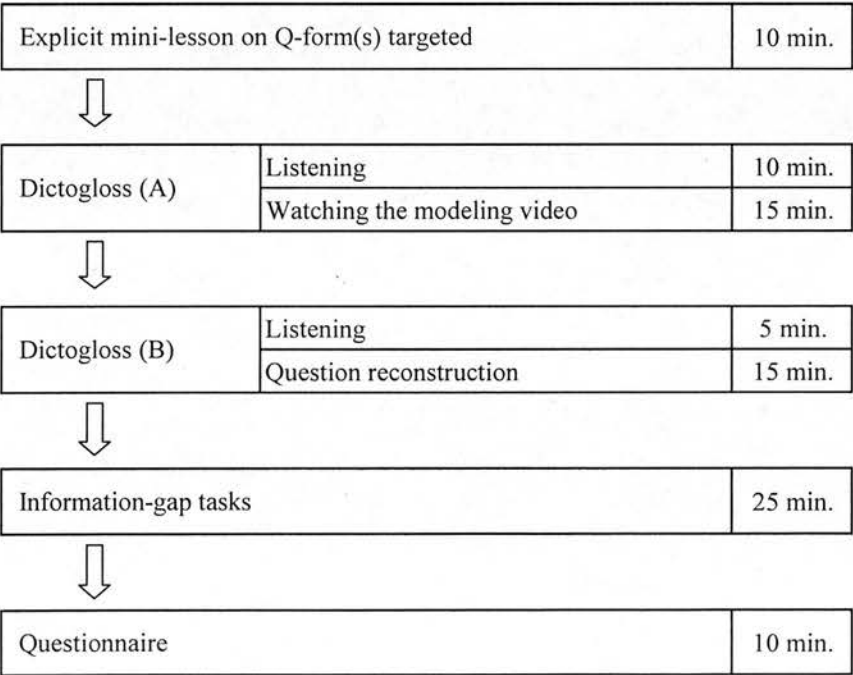 Explicit mini-lesson on Q-form(s) targeted 10 min.
Dictogloss (A) Listening 10 min.
Watching the modeling video 15 min.
Dictogloss (B) Listening 5 min.
Question reconstruction 15 min.
Information-gap tasks 25 min.
Questionnaire 10 min.